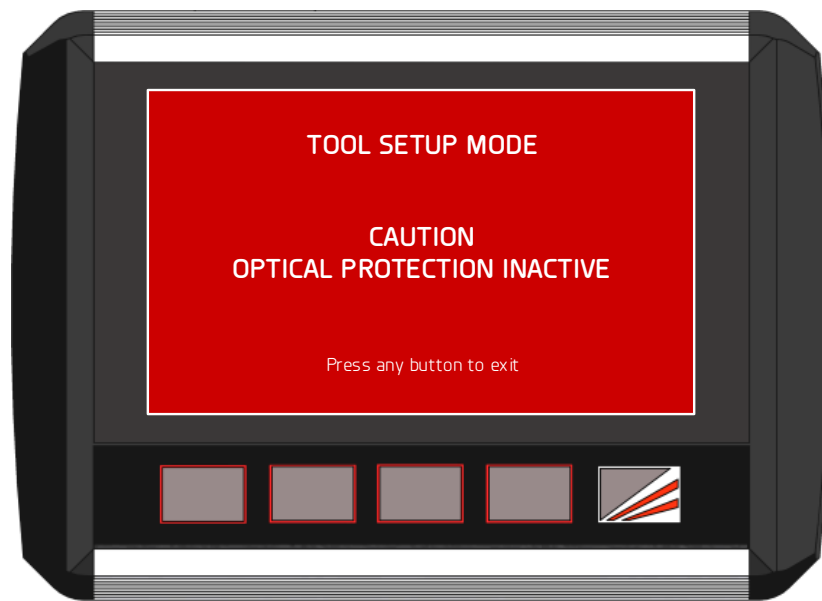 TOOL SETUP MODE
CAUTION
OPTICAL PROTECTION INACTIVE
Press any button to exit